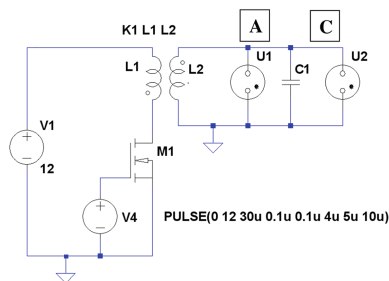 K1 L1 L2
A
C
L1
L2
U1
C1
U2
V1
12
M1
V4
PULSE(0 12 30u 0.1u 0.1u 4u 5u 10u)